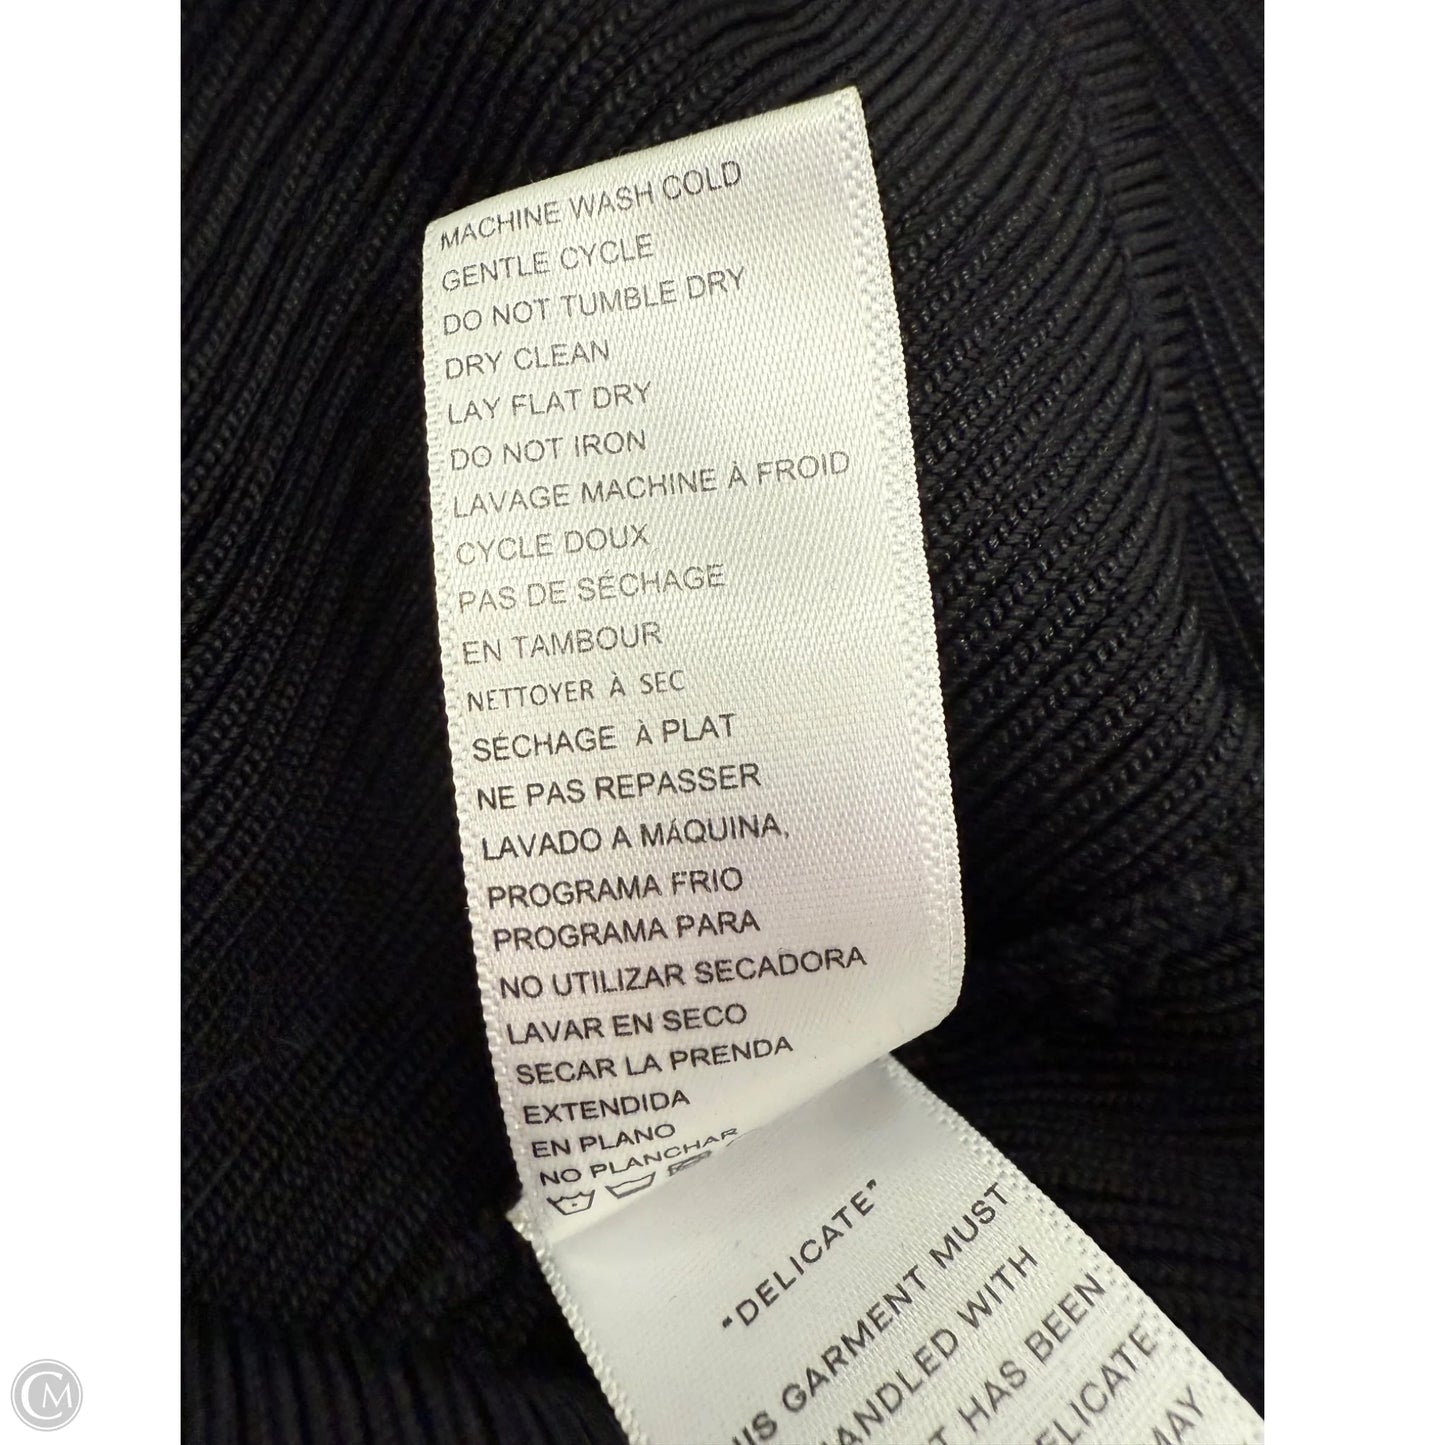 MACHINE WASH COLD
GENTLE CYCLE
DO NOT TUMBLE DRY
DRY CLEAN
LAY FLAT DRY
DO NOT IRON
LAVAGE MACHINE À FROID
CYCLE DOUX
PAS DE SÉCHAGE
EN TAMBOUR
NETTOYER À SEC
SÉCHAGE À PLAT
NE PAS REPASSER
LAVADO A MÁQUINA,
PROGRAMA FRIO
PROGRAMA PARA
NO UTILIZAR SECADORA
LAVAR EN SECO
SECAR LA PRENDA
EXTENDIDA
EN PLANO
NO PLANCHAR
"DELICATE"
GARMENT MUST
WITH
HAS BEEN
MAY
CM